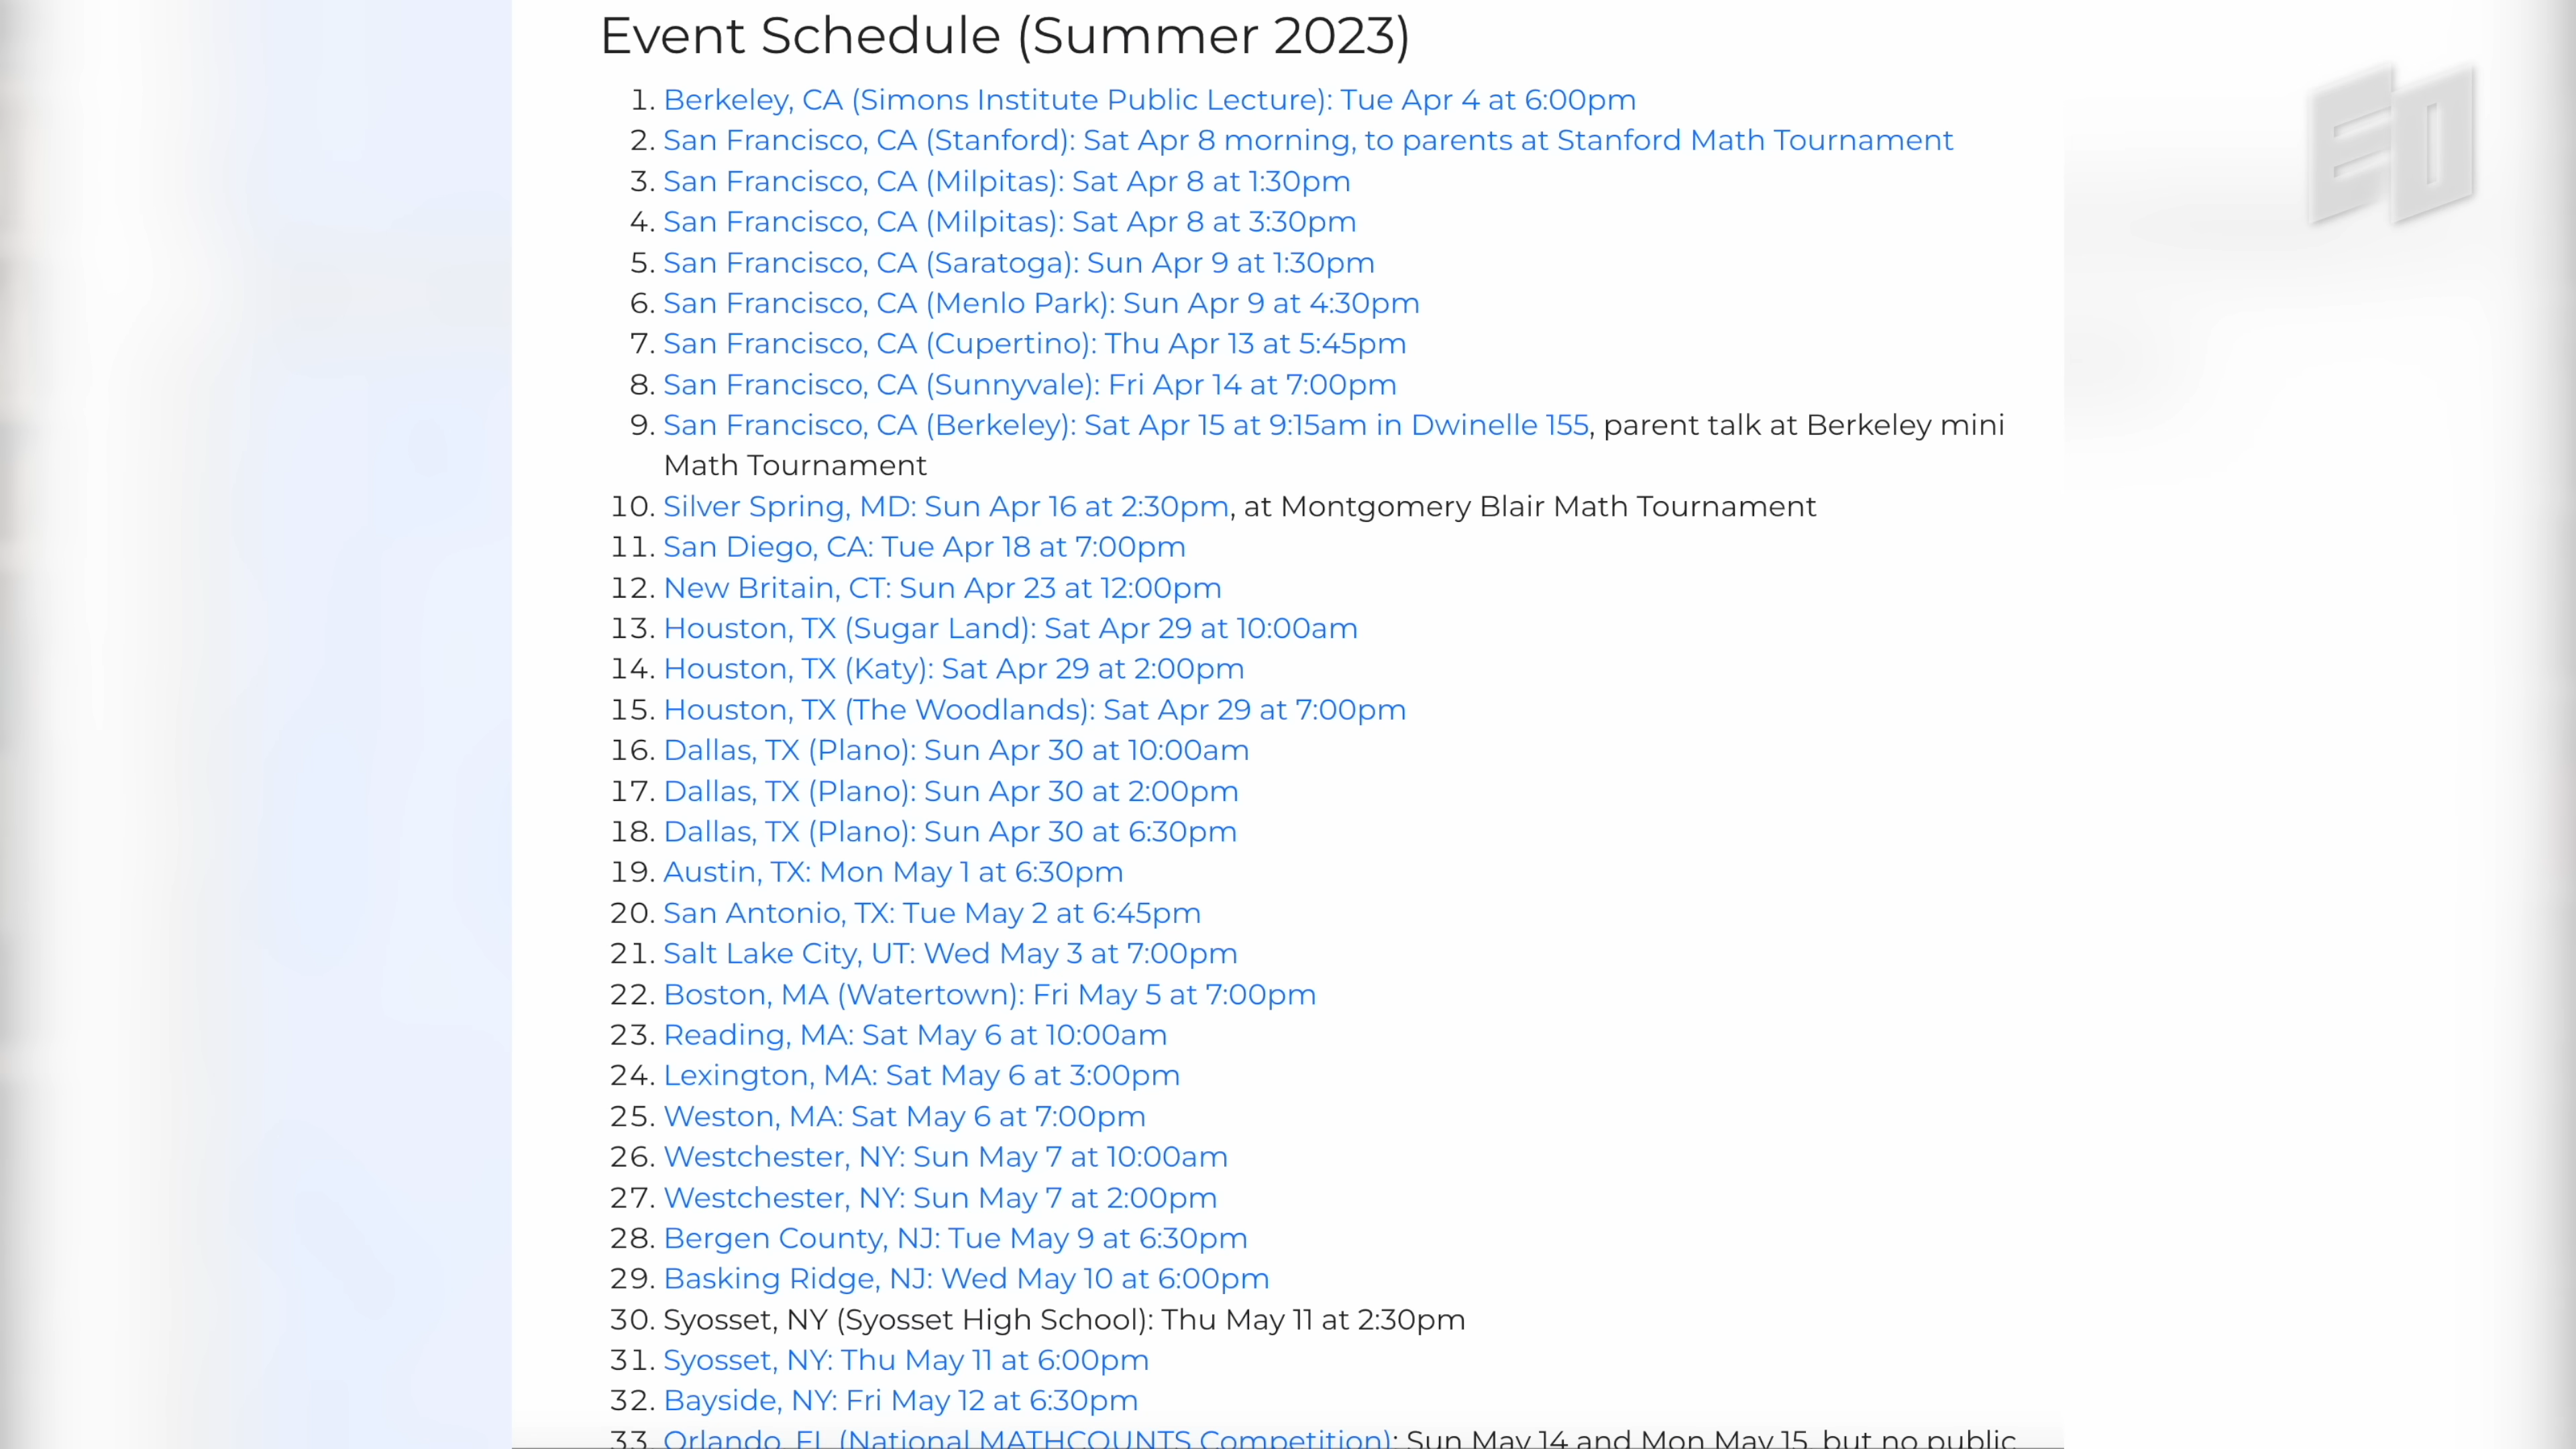 Event Schedule (Summer 2023)
1. Berkeley, CA (Simons Institute Public Lecture): Tue Apr 4 at 6:00pm
2. San Francisco, CA (Stanford): Sat Apr 8 morning, to parents at Stanford Math Tournament
3. San Francisco, CA (Milpitas): Sat Apr 8 at 1:30pm
4. San Francisco, CA (Milpitas): Sat Apr 8 at 3:30pm
5. San Francisco, CA (Saratoga): Sun Apr 9 at 1:30pm
6. San Francisco, CA (Menlo Park): Sun Apr 9 at 4:30pm
7. San Francisco, CA (Cupertino): Thu Apr 13 at 5:45pm
8. San Francisco, CA (Sunnyvale): Fri Apr 14 at 7:00pm
9. San Francisco, CA (Berkeley): Sat Apr 15 at 9:15am in Dwinelle 155, parent talk at Berkeley mini
Math Tournament
10. Silver Spring, MD: Sun Apr 16 at 2:30pm, at Montgomery Blair Math Tournament
11. San Diego, CA: Tue Apr 18 at 7:00pm
12. New Britain, CT: Sun Apr 23 at 12:00pm
13. Houston, TX (Sugar Land): Sat Apr 29 at 10:00am
14. Houston, TX (Katy): Sat Apr 29 at 2:00pm
15. Houston, TX (The Woodlands): Sat Apr 29 at 7:00pm
16. Dallas, TX (Plano): Sun Apr 30 at 10:00am
17. Dallas, TX (Plano): Sun Apr 30 at 2:00pm
18. Dallas, TX (Plano): Sun Apr 30 at 6:30pm
19. Austin, TX: Mon May 1 at 6:30pm
20. San Antonio, TX: Tue May 2 at 6:45pm
21. Salt Lake City, UT: Wed May 3 at 7:00pm
22. Boston, MA (Watertown): Fri May 5 at 7:00pm
23. Reading, MA: Sat May 6 at 10:00am
24. Lexington, MA: Sat May 6 at 3:00pm
25. Weston, MA: Sat May 6 at 7:00pm
26. Westchester, NY: Sun May 7 at 10:00am
27. Westchester, NY: Sun May 7 at 2:00pm
28. Bergen County, NJ: Tue May 9 at 6:30pm
29. Basking Ridge, NJ: Wed May 10 at 6:00pm
30. Syosset, NY (Syosset High School): Thu May 11 at 2:30pm
31. Syosset, NY: Thu May 11 at 6:00pm
32. Bayside, NY: Fri May 12 at 6:30pm
33. Orlando, FL (National MATHCOUNTS Competition): Sun May 14 and Mon May 15, but no public